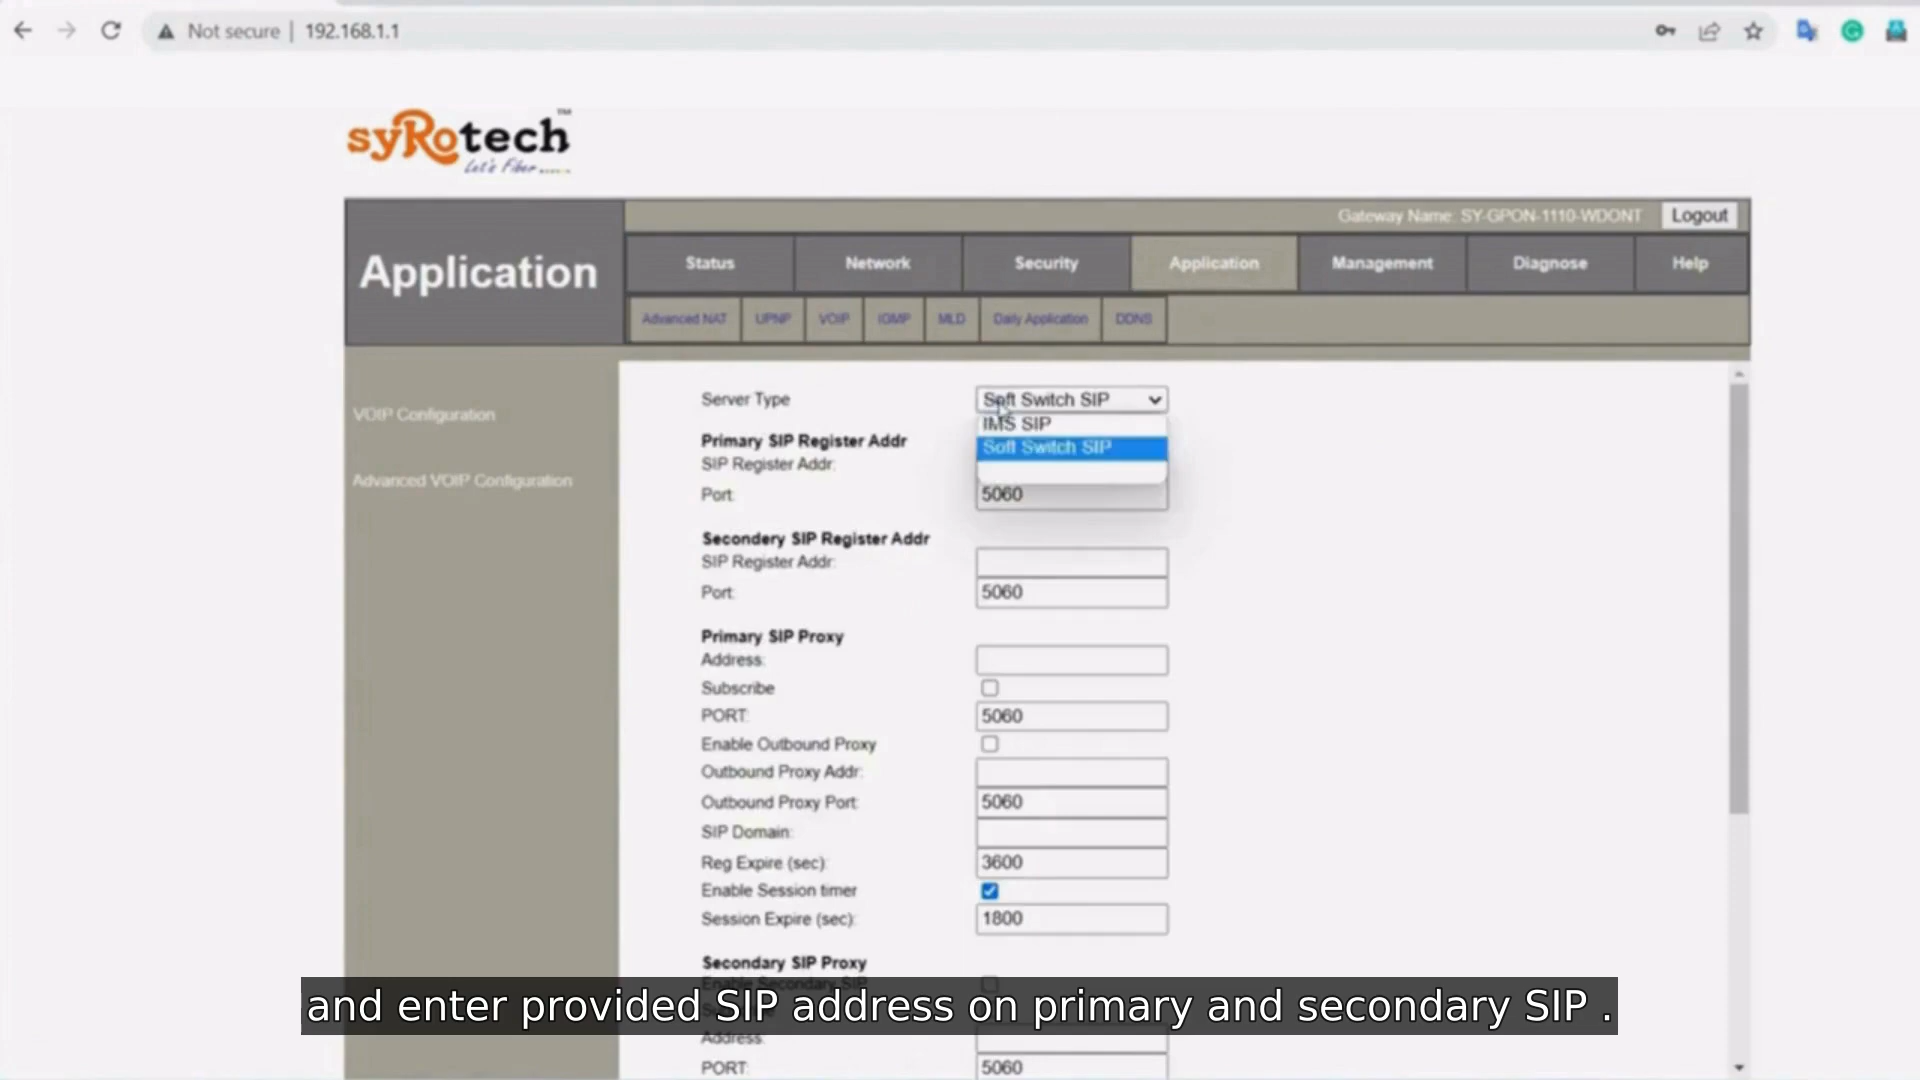 Not secure | 192.168.1.1
syRotech™
Let's Fiber ......
Gateway Name: SY-GPON-1110-WDONT Logout
Application
Status Network Security Application Management Diagnose Help
Advanced NAT UPNP VOIP IGMP MLD Daily Application DDNS
VOIP Configuration
Advanced VOIP Configuration
Server Type Soft Switch SIP
IMS SIP
Soft Switch SIP
Primary SIP Register Addr
SIP Register Addr:
Port: 5060
Secondery SIP Register Addr
SIP Register Addr:
Port: 5060
Primary SIP Proxy
Address:
Subscribe
PORT: 5060
Enable Outbound Proxy
Outbound Proxy Addr:
Outbound Proxy Port: 5060
SIP Domain:
Reg Expire (sec): 3600
Enable Session timer
Session Expire (sec): 1800
Secondary SIP Proxy
Enable Secondary SIP
and enter provided SIP address on primary and secondary SIP .
Address:
PORT: 5060